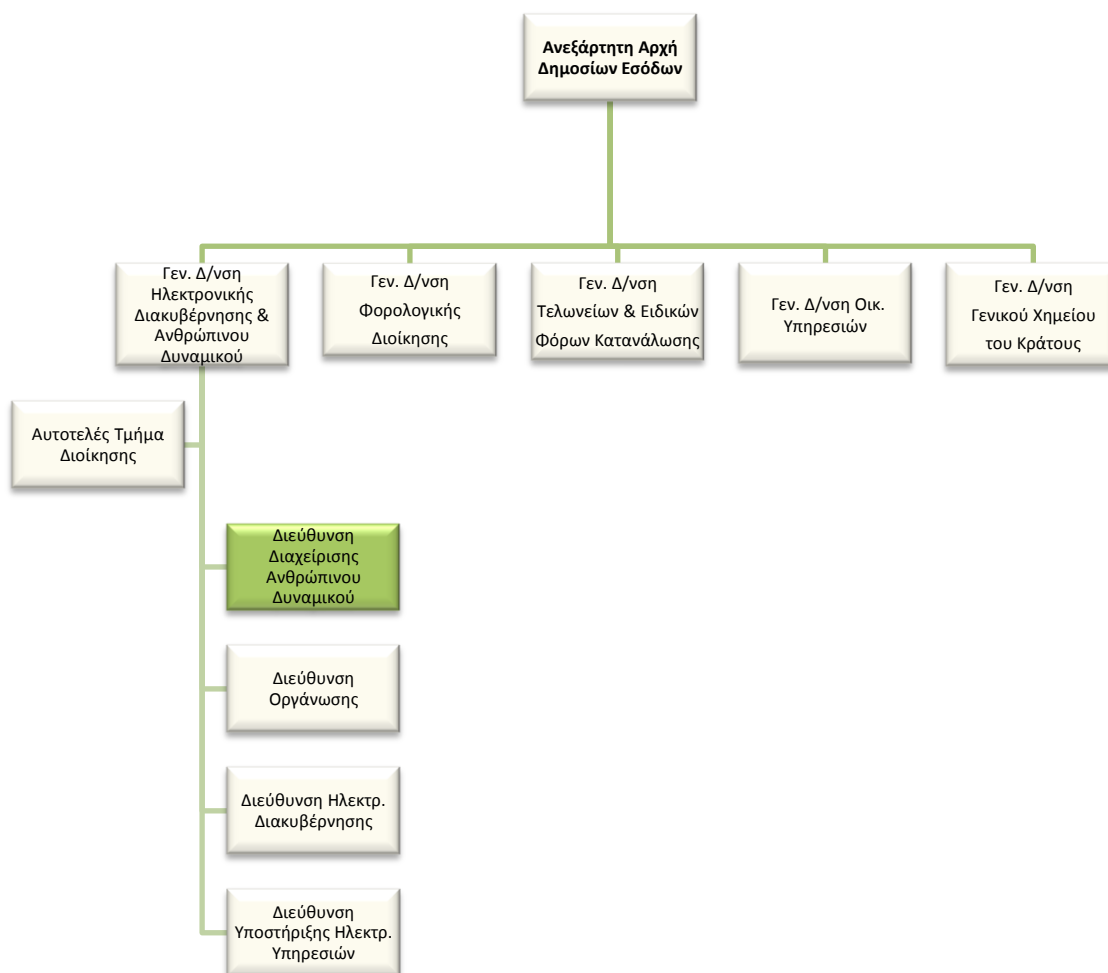 Ανεξάρτητη Αρχή
Δημοσίων Εσόδων
Γεν. Δ/νση
Ηλεκτρονικής
Διακυβέρνησης &
Ανθρώπινου
Δυναμικού
Γεν. Δ/νση
Φορολογικής
Διοίκησης
Γεν. Δ/νση
Τελωνείων & Ειδικών
Φόρων Κατανάλωσης
Γεν. Δ/νση Οικ.
Υπηρεσιών
Γεν. Δ/νση
Γενικού Χημείου
του Κράτους
Αυτοτελές Τμήμα
Διοίκησης
Διεύθυνση
Διαχείρισης
Ανθρώπινου
Δυναμικού
Διεύθυνση
Οργάνωσης
Διεύθυνση Ηλεκτρ.
Διακυβέρνησης
Διεύθυνση
Υποστήριξης Ηλεκτρ.
Υπηρεσιών